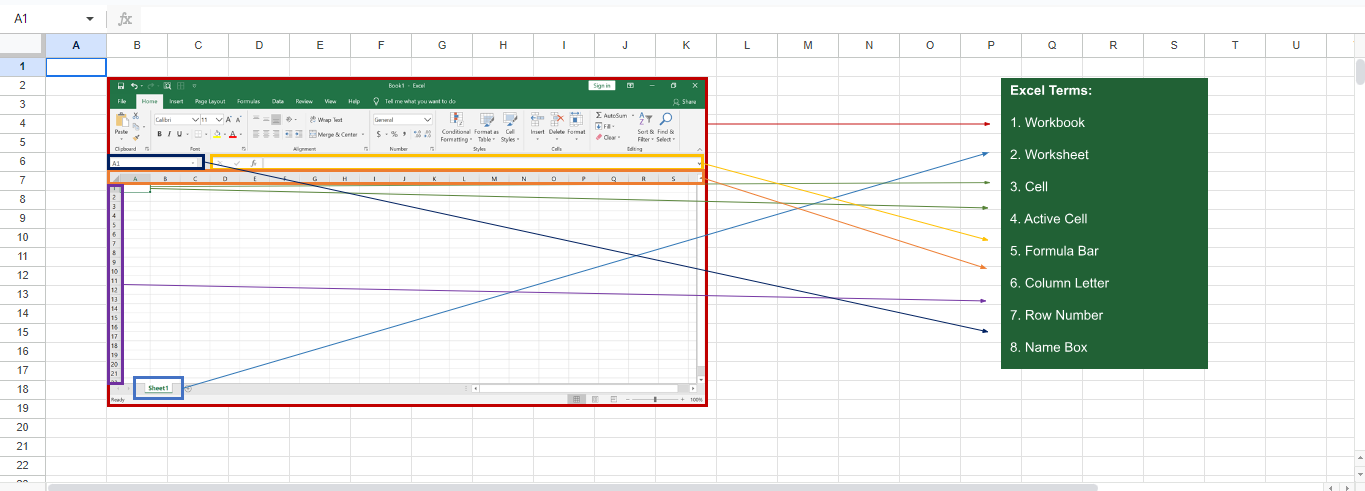 A1
fx
A B C D E F G H I J K L M N O P Q R S T U
1
2
3
4
5
6
7
8
9
10
11
12
13
14
15
16
17
18
19
20
21
22
Book1 - Excel
Sign in
File Home Insert Page Layout Formulas Data Review View Help Tell me what you want to do Share
Paste
Calibri 11 A A
B I U A
Wrap Text
Merge & Center
General
$ % ,
Conditional Formatting
Format as Table
Cell Styles
Insert Delete Format
AutoSum
Fill
Clear
Sort & Filter
Find & Select
Clipboard Font Alignment Number Styles Cells Editing
A1
fx
A B C D E F G H I J K L M N O P Q R S
1
2
3
4
5
6
7
8
9
10
11
12
13
14
15
16
17
18
19
20
21
Sheet1
Ready
100%
Excel Terms:
1. Workbook
2. Worksheet
3. Cell
4. Active Cell
5. Formula Bar
6. Column Letter
7. Row Number
8. Name Box